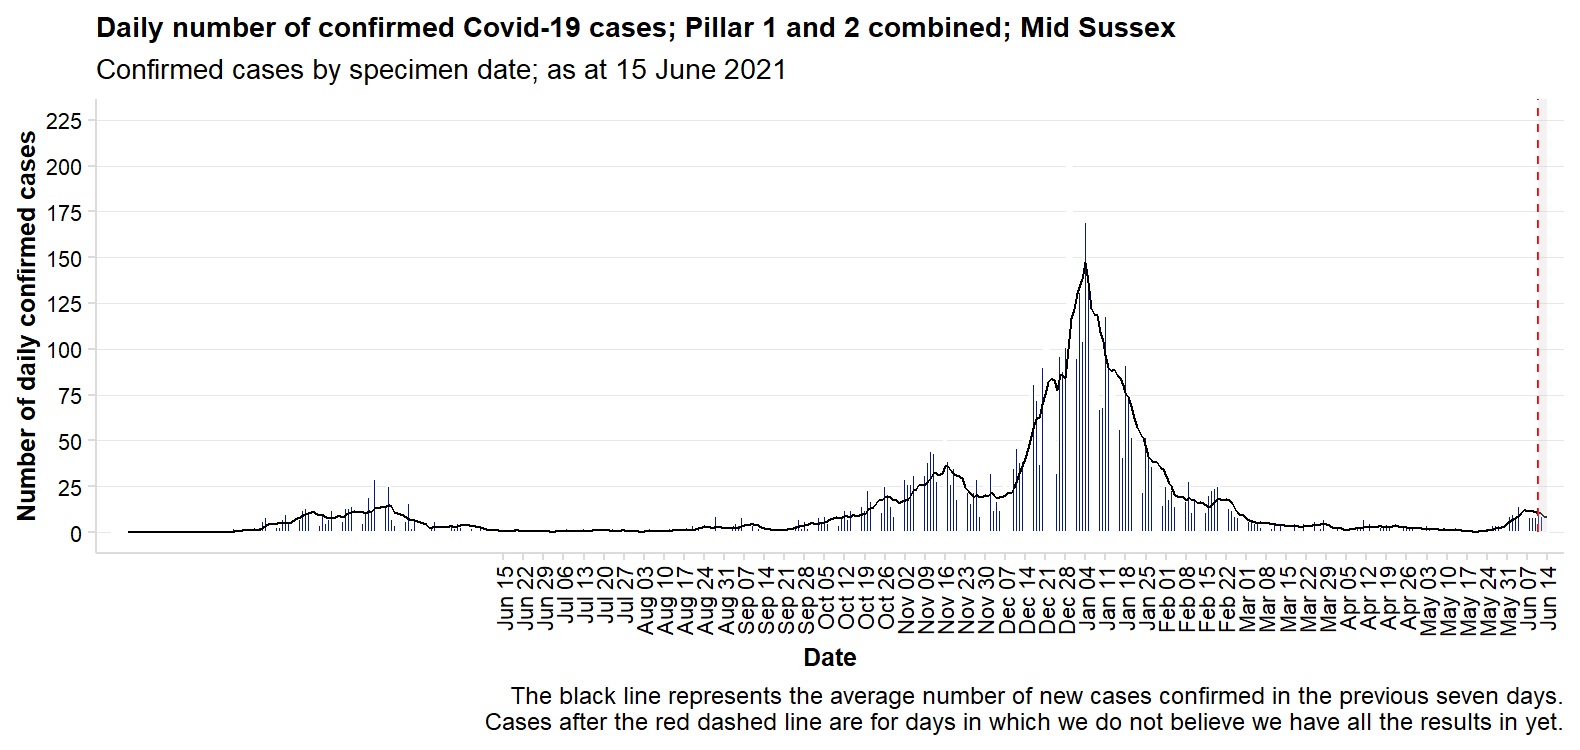 Daily number of confirmed Covid-19 cases; Pillar 1 and 2 combined; Mid Sussex
Confirmed cases by specimen date; as at 15 June 2021
Number of daily confirmed cases
225
200
175
150
125
100
75
50
25
0
Jun 15
Jun 22
Jun 29
Jul 06
Jul 13
Jul 20
Jul 27
Aug 03
Aug 10
Aug 17
Aug 24
Aug 31
Sep 07
Sep 14
Sep 21
Sep 28
Oct 05
Oct 12
Oct 19
Oct 26
Nov 02
Nov 09
Nov 16
Nov 23
Nov 30
Dec 07
Dec 14
Dec 21
Dec 28
Jan 04
Jan 11
Jan 18
Jan 25
Feb 01
Feb 08
Feb 15
Feb 22
Mar 01
Mar 08
Mar 15
Mar 22
Mar 29
Apr 05
Apr 12
Apr 19
Apr 26
May 03
May 10
May 17
May 24
May 31
Jun 07
Jun 14
Date
The black line represents the average number of new cases confirmed in the previous seven days.
Cases after the red dashed line are for days in which we do not believe we have all the results in yet.